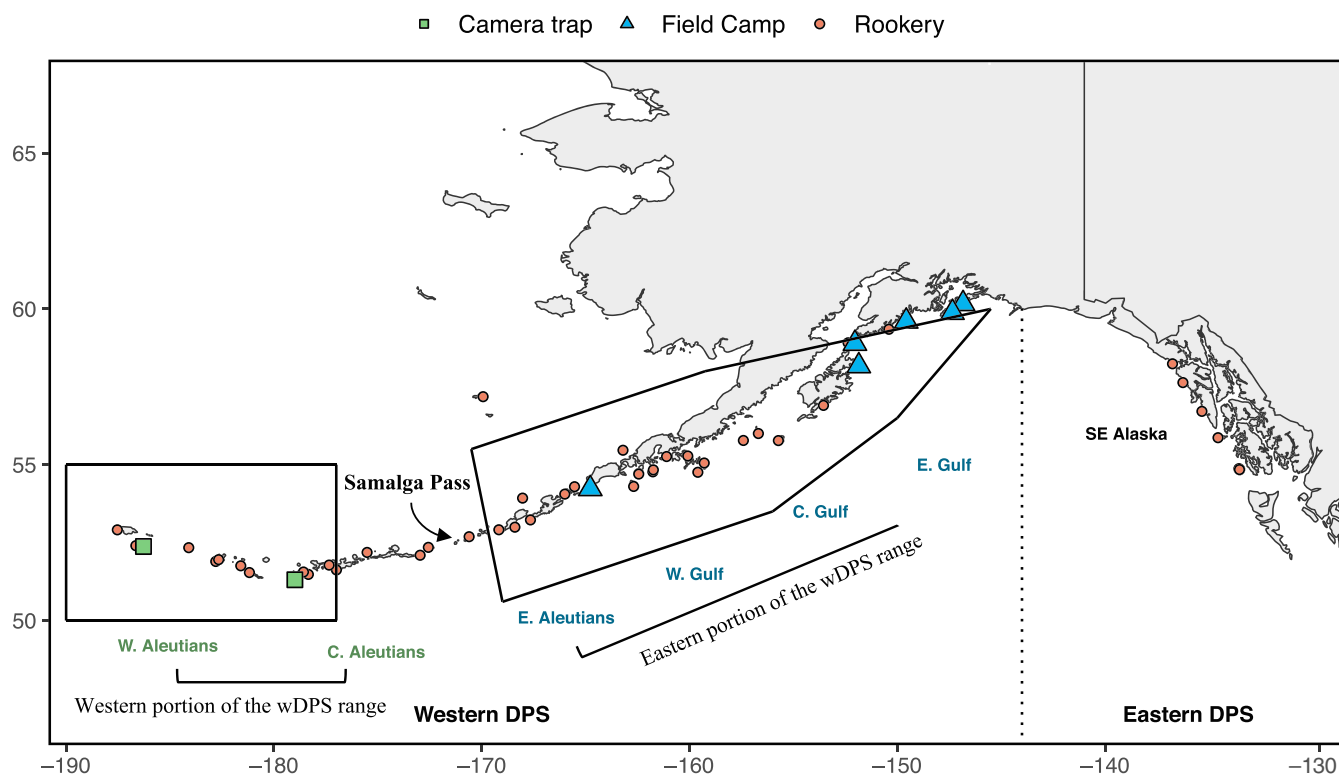 Camera trap Field Camp Rookery
65
60
55
50
SE Alaska
Samalga Pass
E. Gulf
C. Gulf
W. Gulf
E. Aleutians
Eastern portion of the wDPS range
W. Aleutians
C. Aleutians
Western portion of the wDPS range
Western DPS
Eastern DPS
−190 −180 −170 −160 −150 −140 −130